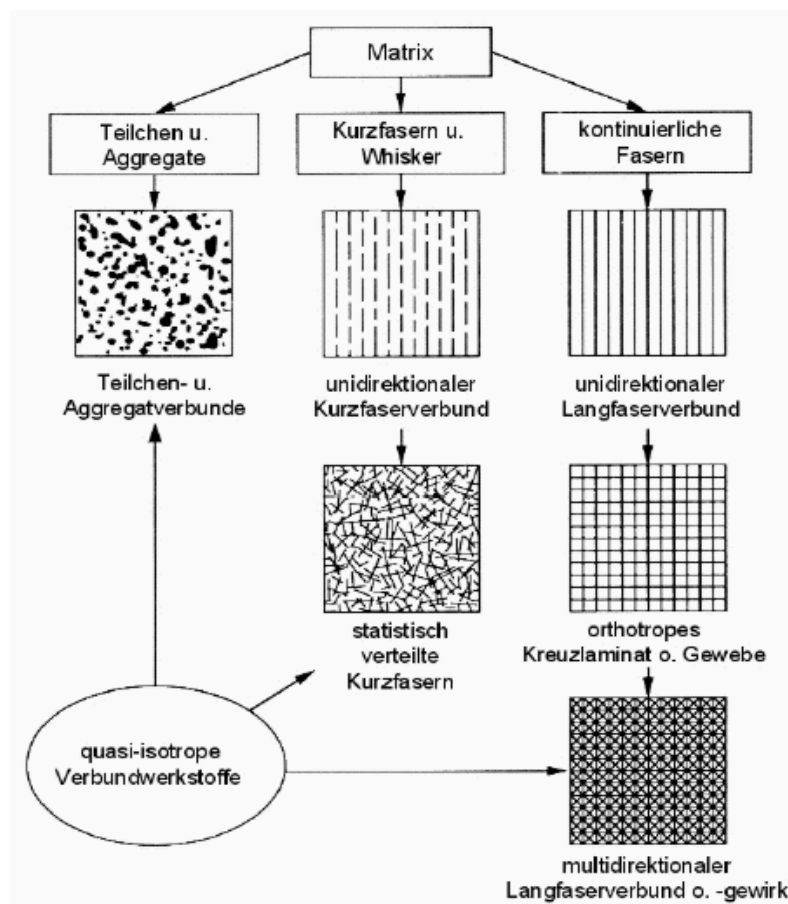 Matrix
Teilchen u.
Aggregate
Kurzfasern u.
Whisker
kontinuierliche
Fasern
Teilchen- u.
Aggregatverbunde
unidirektionaler
Kurzfaserverbund
unidirektionaler
Langfaserverbund
statistisch
verteilte
Kurzfasern
orthotropes
Kreuzlaminat o. Gewebe
quasi-isotrope
Verbundwerkstoffe
multidirektionaler
Langfaserverbund o. -gewirk